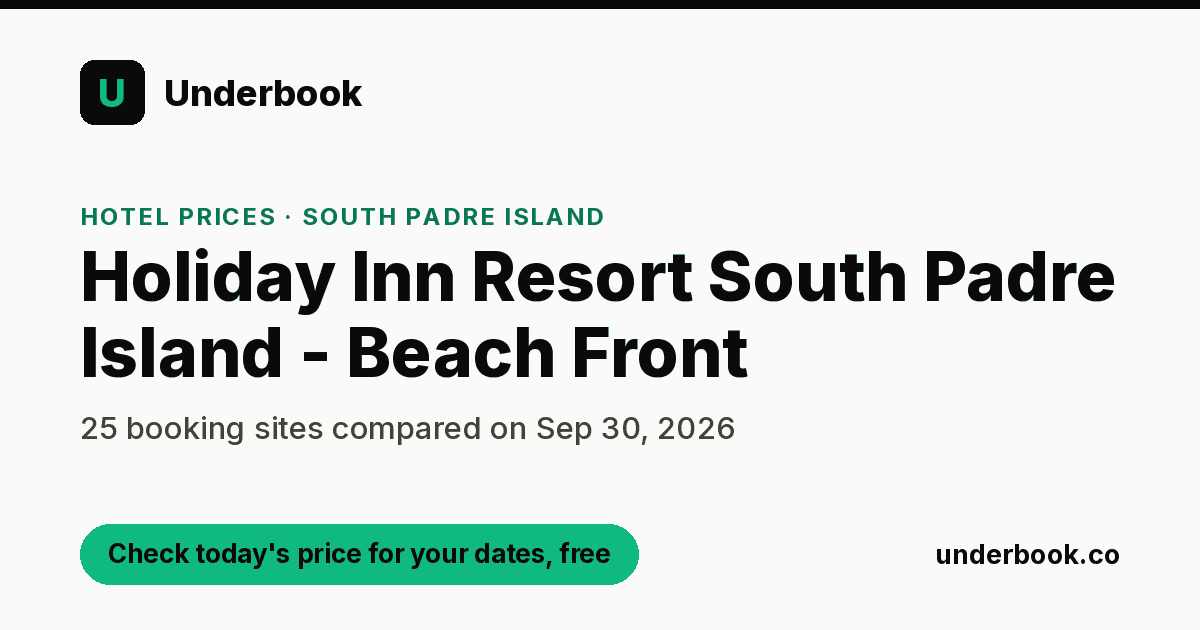 U Underbook
HOTEL PRICES · SOUTH PADRE ISLAND
Holiday Inn Resort South Padre
Island - Beach Front
25 booking sites compared on Sep 30, 2026
Check today's price for your dates, free
underbook.co